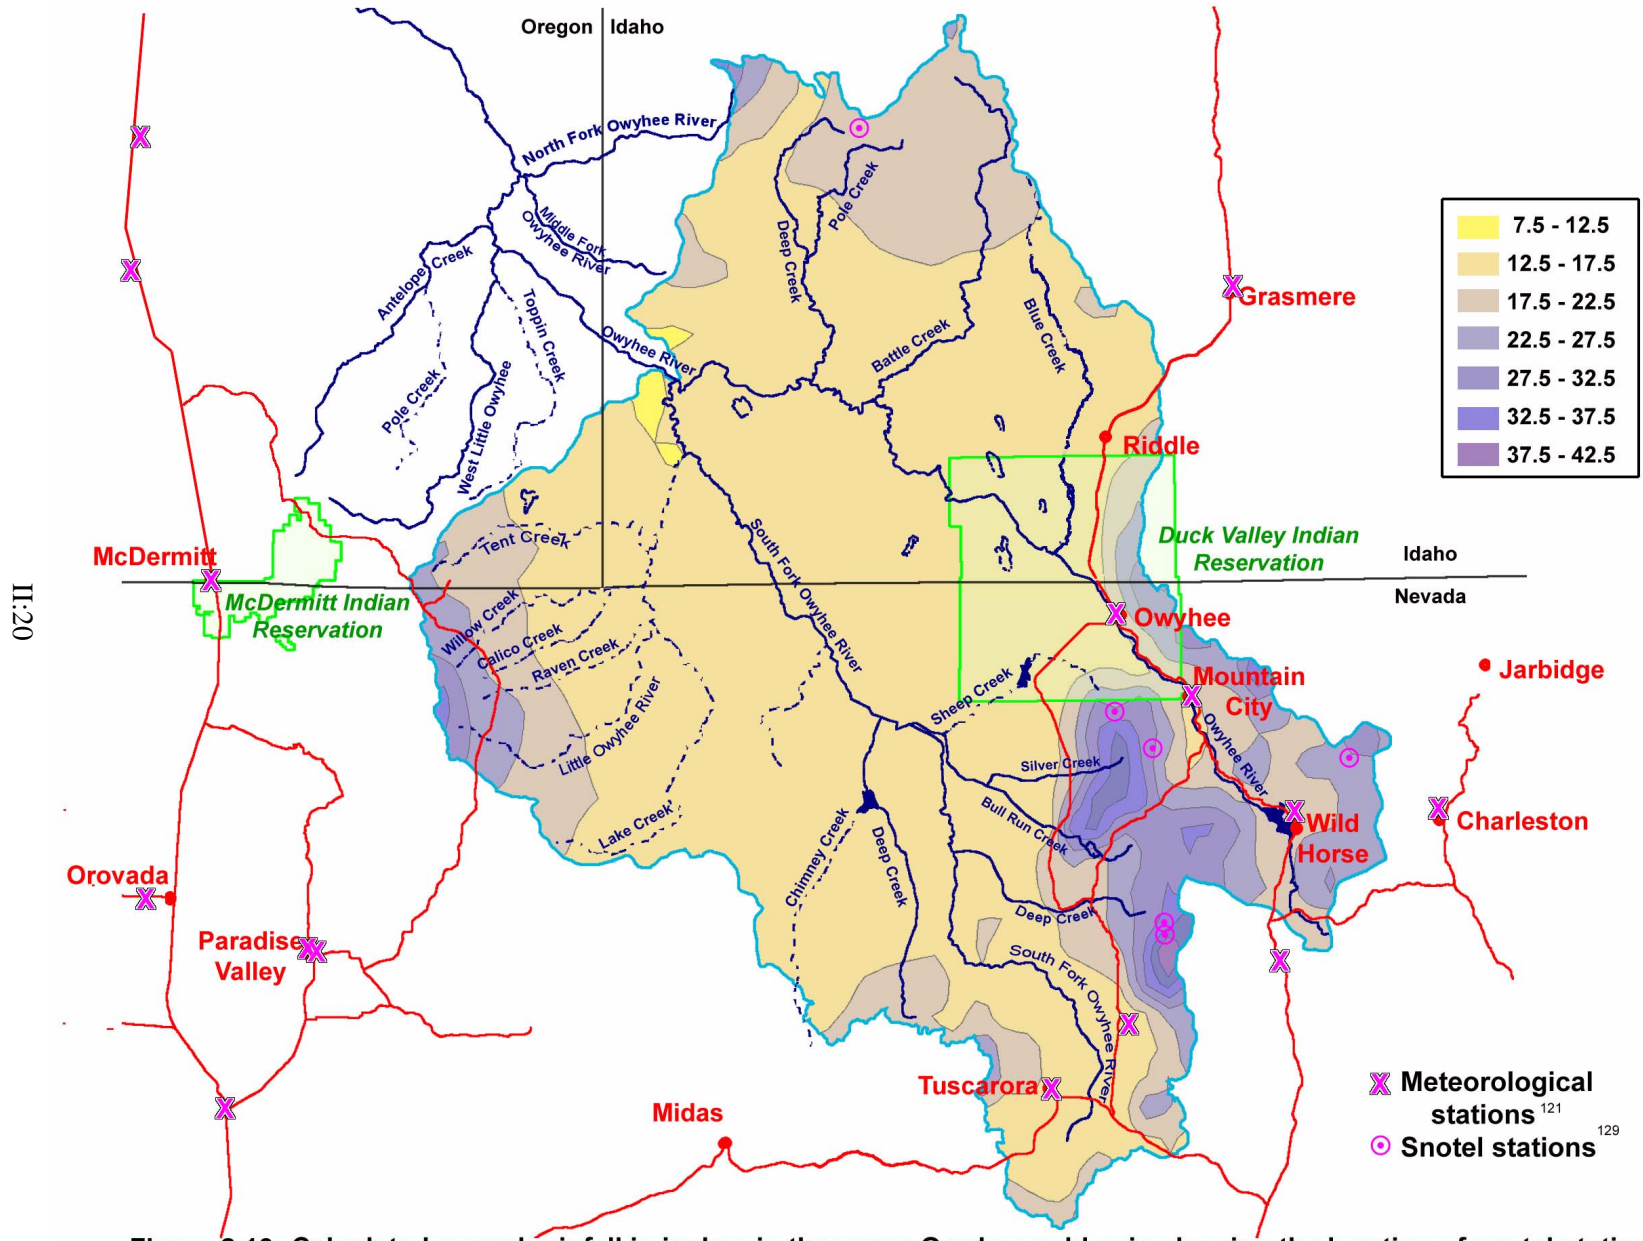 Oregon
Idaho
North Fork Owyhee River
Middle Fork
Owyhee River
Antelope Creek
Toppin Creek
Pole Creek
West Little Owyhee
Owyhee River
Deep Creek
Pole Creek
Battle Creek
Blue Creek
Grasmere
7.5 - 12.5
12.5 - 17.5
17.5 - 22.5
22.5 - 27.5
27.5 - 32.5
32.5 - 37.5
37.5 - 42.5
Riddle
Duck Valley Indian
Reservation
Idaho
Nevada
McDermitt
McDermitt Indian
Reservation
II:20
Tent Creek
Willow Creek
Calico Creek
Raven Creek
Little Owyhee River
Lake Creek
South Fork Owyhee River
Owyhee
Mountain
City
Jarbidge
Sheep Creek
Silver Creek
Bull Run Creek
Owyhee River
Wild
Horse
Charleston
Chimney Creek
Deep Creek
Deep Creek
South Fork Owyhee River
Orovada
Paradise
Valley
Tuscarora
Midas
Meteorological
stations 121
Snotel stations 129